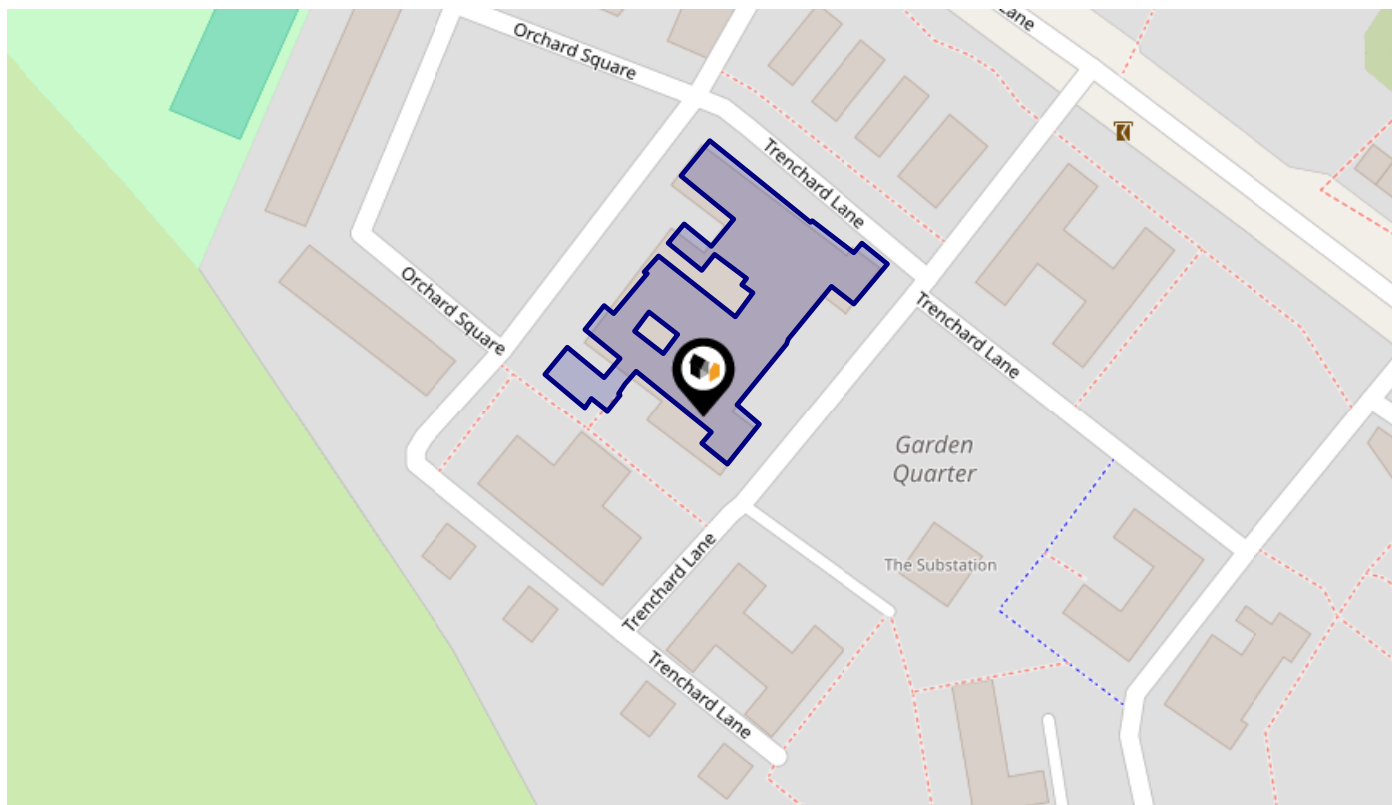 Lane
Orchard Square
Trenchard Lane
Orchard Square
Trenchard Lane
Garden
Quarter
The Substation
Trenchard Lane
Trenchard Lane